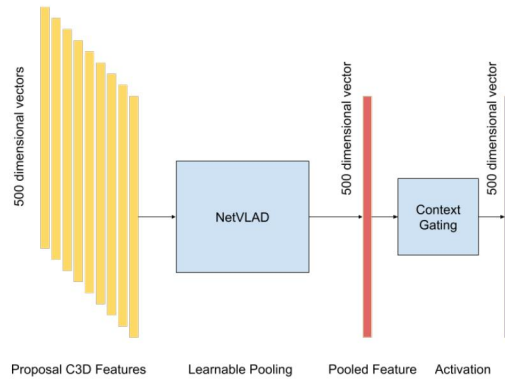 500 dimensional vectors
500 dimensional vector
500 dimensional vector
NetVLAD
Context
Gating
Proposal C3D Features
Learnable Pooling
Pooled Feature
Activation